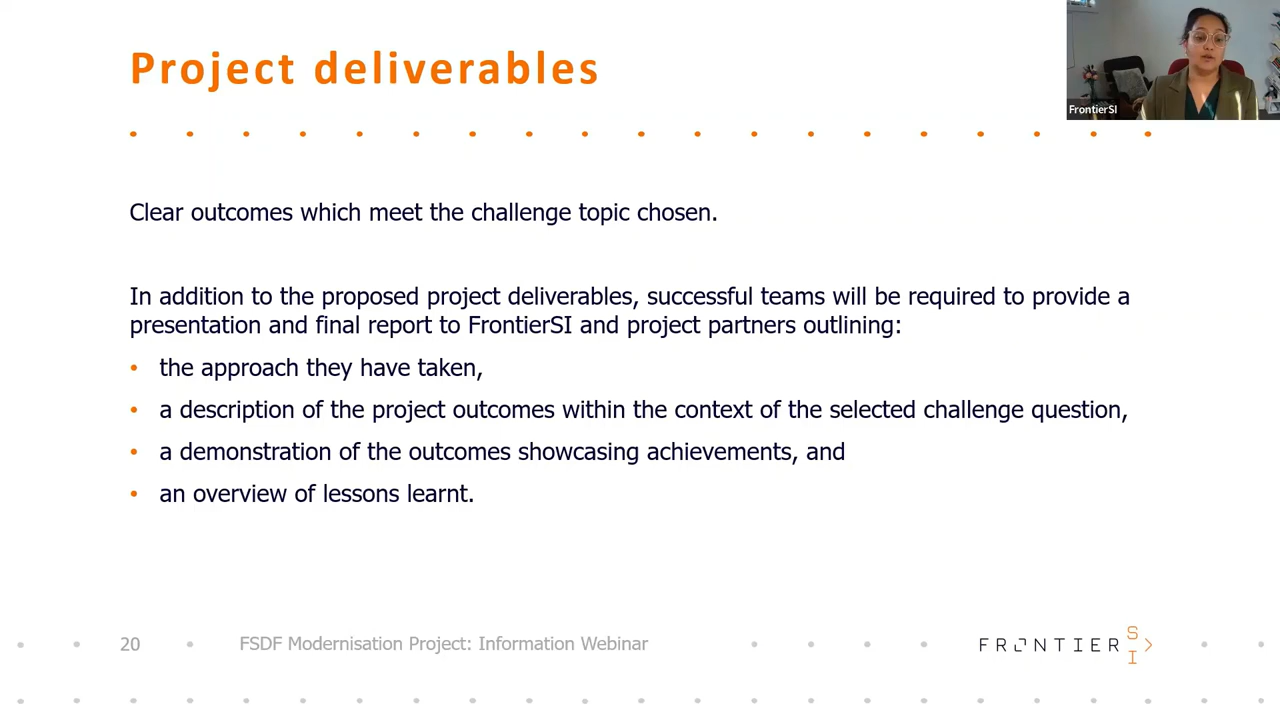 Project deliverables
FrontierSI
Clear outcomes which meet the challenge topic chosen.
In addition to the proposed project deliverables, successful teams will be required to provide a
presentation and final report to FrontierSI and project partners outlining:
• the approach they have taken,
• a description of the project outcomes within the context of the selected challenge question,
• a demonstration of the outcomes showcasing achievements, and
• an overview of lessons learnt.
20 FSDF Modernisation Project: Information Webinar
FRONTIER SI